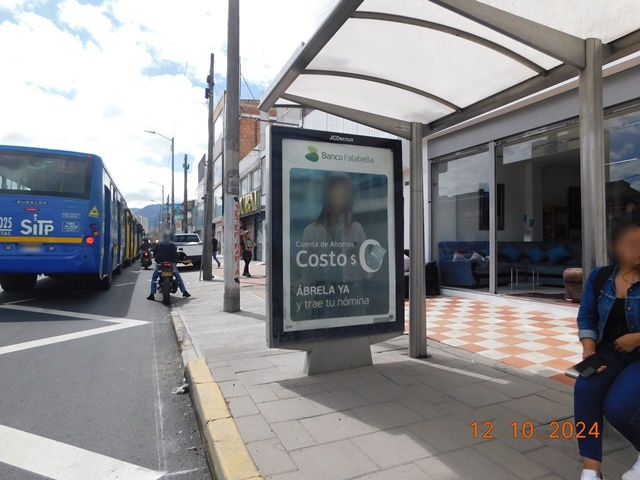 JCDecaux
Banco Falabella
Cuenta de Ahorros
Costo $0
ÁBRELA YA
y trae tu nómina
SiTP
12 10 2024